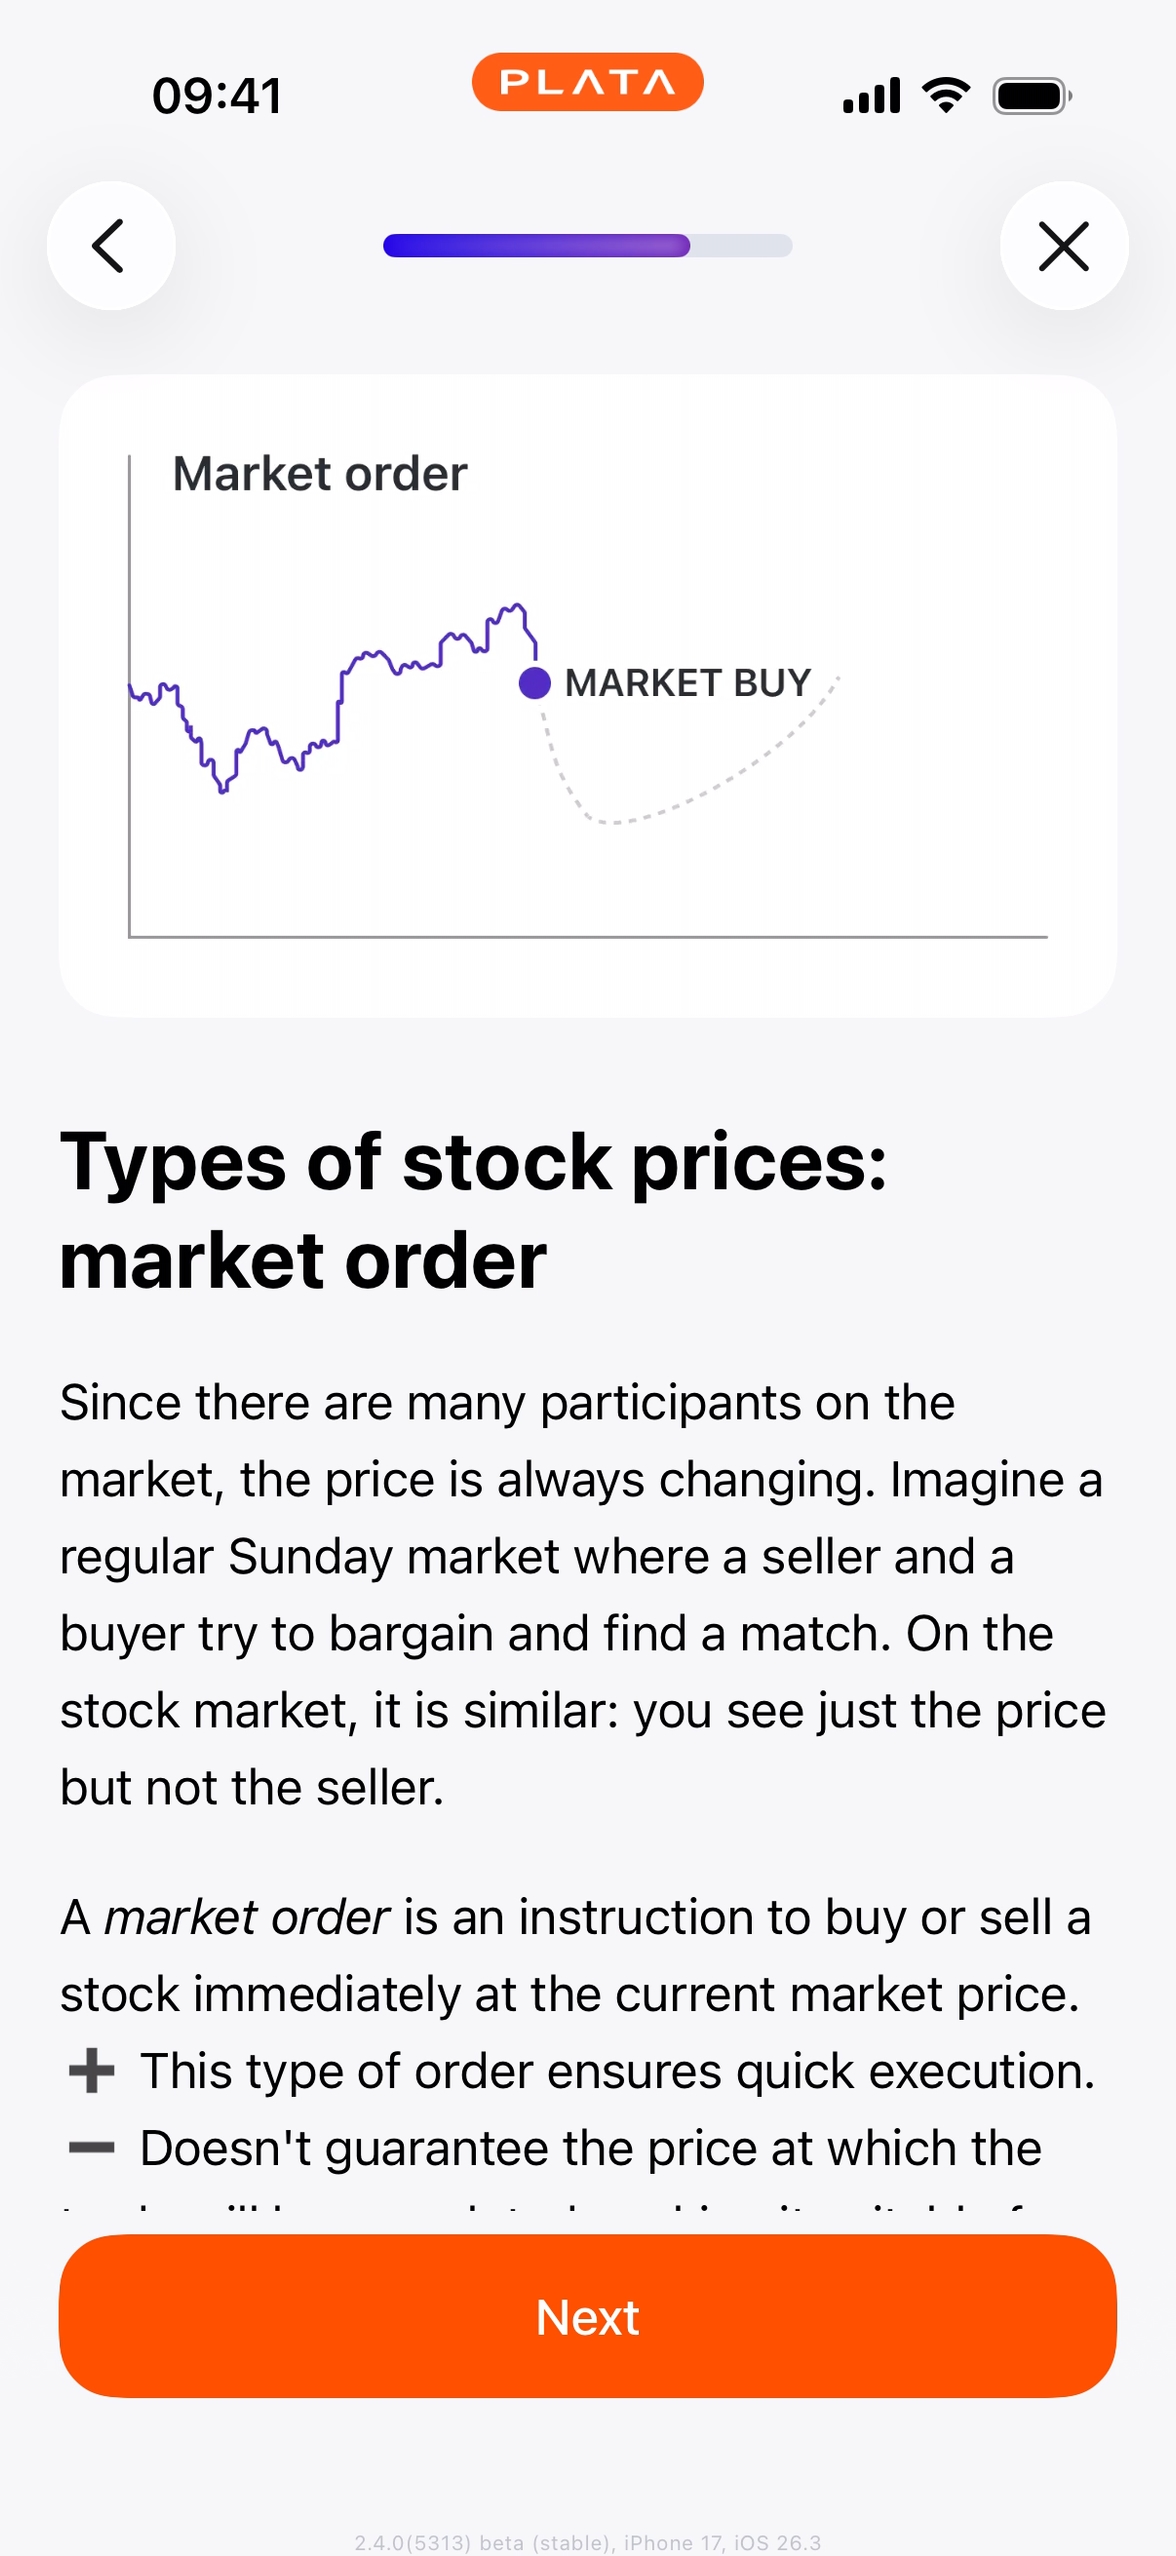 09:41
PLATA
Market order
MARKET BUY
Types of stock prices:
market order
Since there are many participants on the
market, the price is always changing. Imagine a
regular Sunday market where a seller and a
buyer try to bargain and find a match. On the
stock market, it is similar: you see just the price
but not the seller.
A market order is an instruction to buy or sell a
stock immediately at the current market price.
➕ This type of order ensures quick execution.
➖ Doesn't guarantee the price at which the
Next
2.4.0(5313) beta (stable), iPhone 17, iOS 26.3